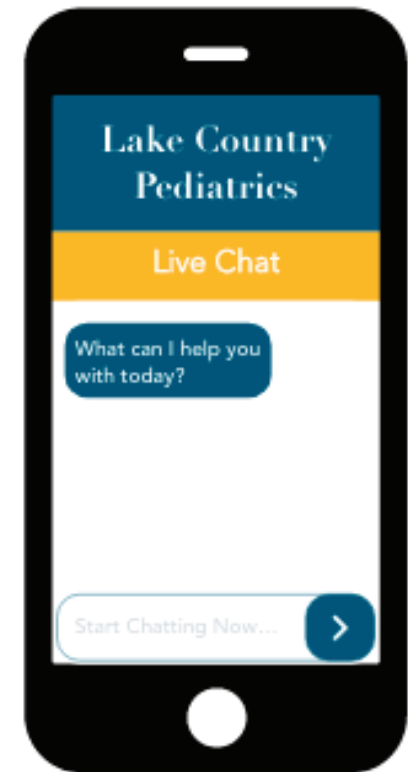 Lake Country
Pediatrics
Live Chat
What can I help you
with today?
Start Chatting Now...